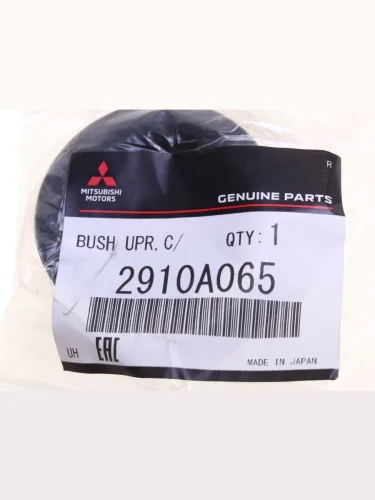 R
MITSUBISHI
MOTORS
GENUINE PARTS
BUSH UPR,C/ QTY: 1
2910A065
UH EAC
MADE IN JAPAN